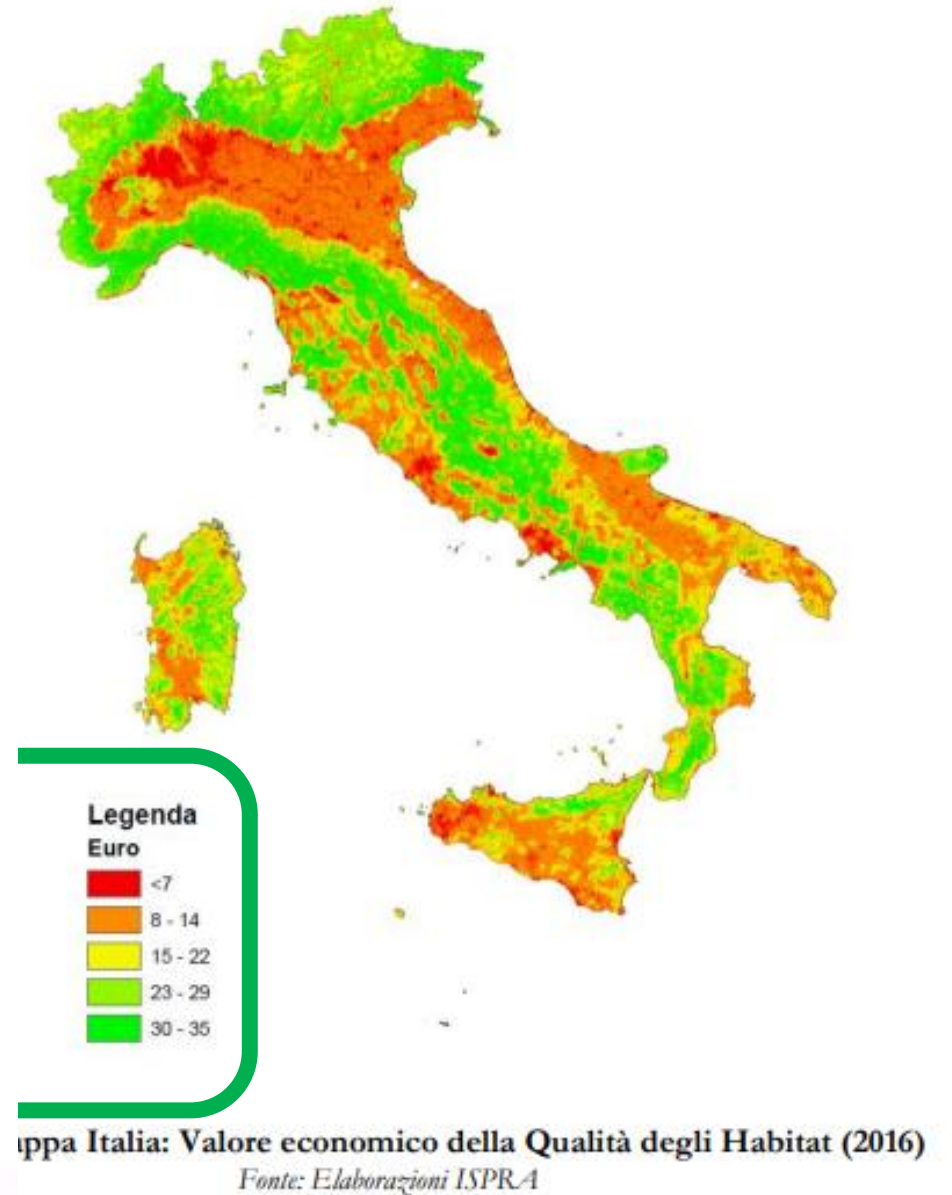 Legenda
Euro
<7
8 - 14
15 - 22
23 - 29
30 - 35
appa Italia: Valore economico della Qualità degli Habitat (2016)
Fonte: Elaborazioni ISPRA